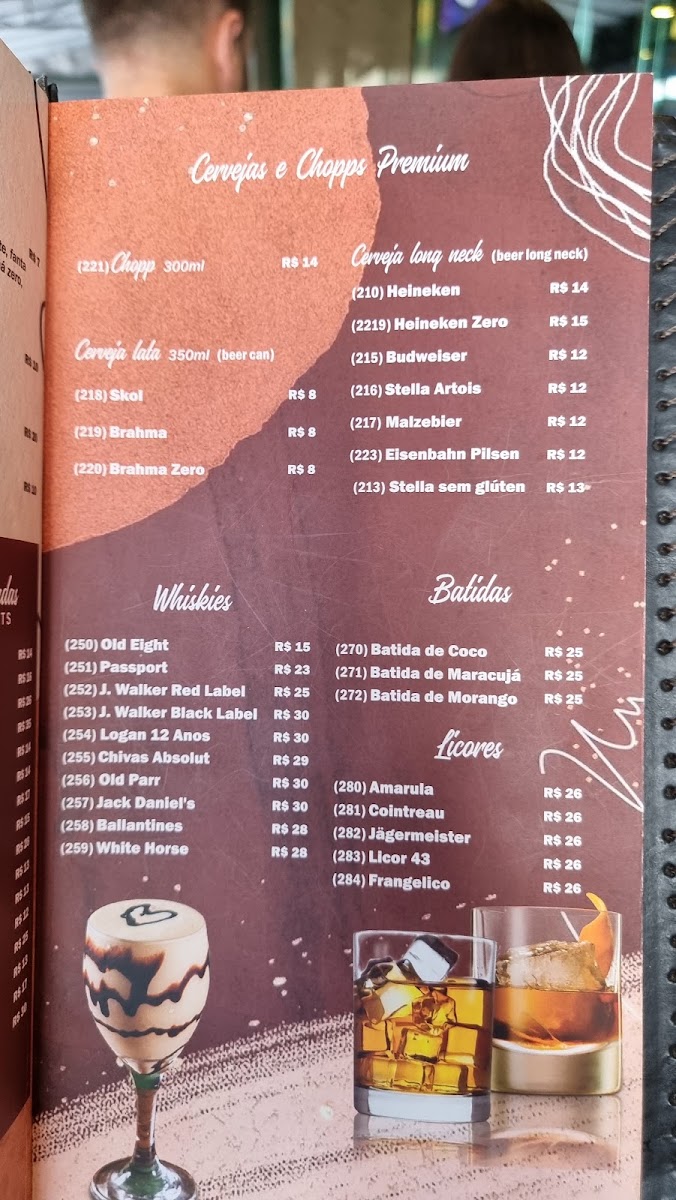 Cervejas e Chopps Premium
(221) Chopp 300ml R$ 14
Cerveja lata 350ml (beer can)
(218) Skol R$ 8
(219) Brahma R$ 8
(220) Brahma Zero R$ 8
Cerveja long neck (beer long neck)
(210) Heineken R$ 14
(2219) Heineken Zero R$ 15
(215) Budweiser R$ 12
(216) Stella Artois R$ 12
(217) Malzebier R$ 12
(223) Eisenbahn Pilsen R$ 12
(213) Stella sem glúten R$ 13
Whiskies
(250) Old Eight R$ 15
(251) Passport R$ 23
(252) J. Walker Red Label R$ 25
(253) J. Walker Black Label R$ 30
(254) Logan 12 Anos R$ 30
(255) Chivas Absolut R$ 29
(256) Old Parr R$ 30
(257) Jack Daniel's R$ 30
(258) Ballantines R$ 28
(259) White Horse R$ 28
Batidas
(270) Batida de Coco R$ 25
(271) Batida de Maracujá R$ 25
(272) Batida de Morango R$ 25
Licores
(280) Amarula R$ 26
(281) Cointreau R$ 26
(282) Jägermeister R$ 26
(283) Licor 43 R$ 26
(284) Frangelico R$ 26
fanta R$ 7
zero,